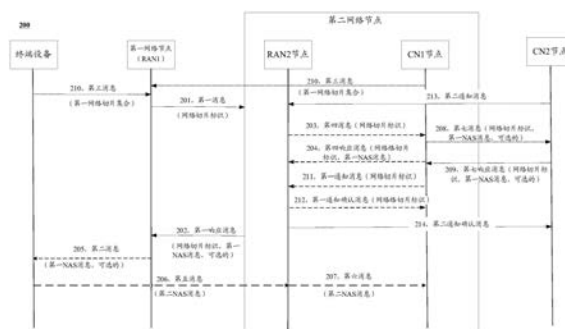 200
第二网络节点
终端设备
第一网络节点
(RAN1)
RAN2节点
CN1节点
CN2节点
210、第三消息
(第一网络切片集合)
210、第三消息
(第一网络切片集合)
213、第二通知消息
201、第一消息
(网络切片标识)
203、第四消息(网络切片标识)
208、第七消息(网络切片标识,
第一NAS消息,可选的)
204、第四响应消息(网络络切片
标识,第一NAS消息)
209、第七响应消息(网络切片标
识,第一NAS消息,可选的)
211、第一通知消息(网络切片标识)
212、第一通知确认消息(网络切片标识)
202、第一响应消息
(网络切片标识,第一
NAS消息,可选的)
214、第二通知确认消息
205、第二消息
(第一NAS消息,可选的)
206、第五消息
(第二NAS消息)
207、第六消息
(第二NAS消息)